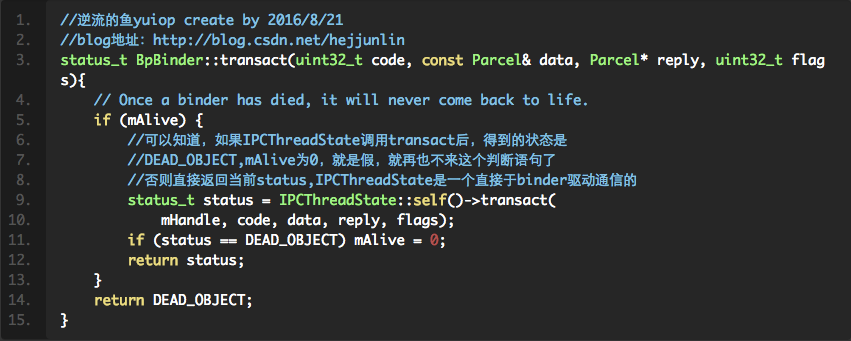 1. //逆流的鱼yuiop create by 2016/8/21
2. //blog地址：http://blog.csdn.net/hejjunlin
3. status_t BpBinder::transact(uint32_t code, const Parcel& data, Parcel* reply, uint32_t flag
s){
4. // Once a binder has died, it will never come back to life.
5. if (mAlive) {
6. //可以知道，如果IPCThreadState调用transact后，得到的状态是
7. //DEAD_OBJECT,mAlive为0，就是假，就再也不来这个判断语句了
8. //否则直接返回当前status,IPCThreadState是一个直接于binder驱动通信的
9. status_t status = IPCThreadState::self()->transact(
10. mHandle, code, data, reply, flags);
11. if (status == DEAD_OBJECT) mAlive = 0;
12. return status;
13. }
14. return DEAD_OBJECT;
15. }